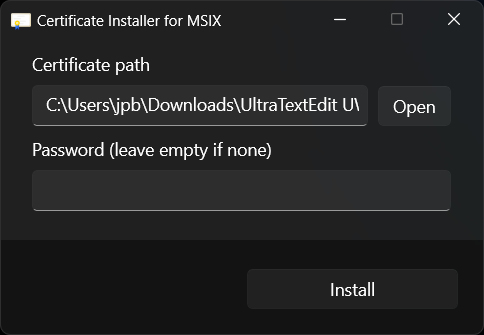 Certificate Installer for MSIX
Certificate path
C:\Users\jpb\Downloads\UltraTextEdit U\
Open
Password (leave empty if none)
Install